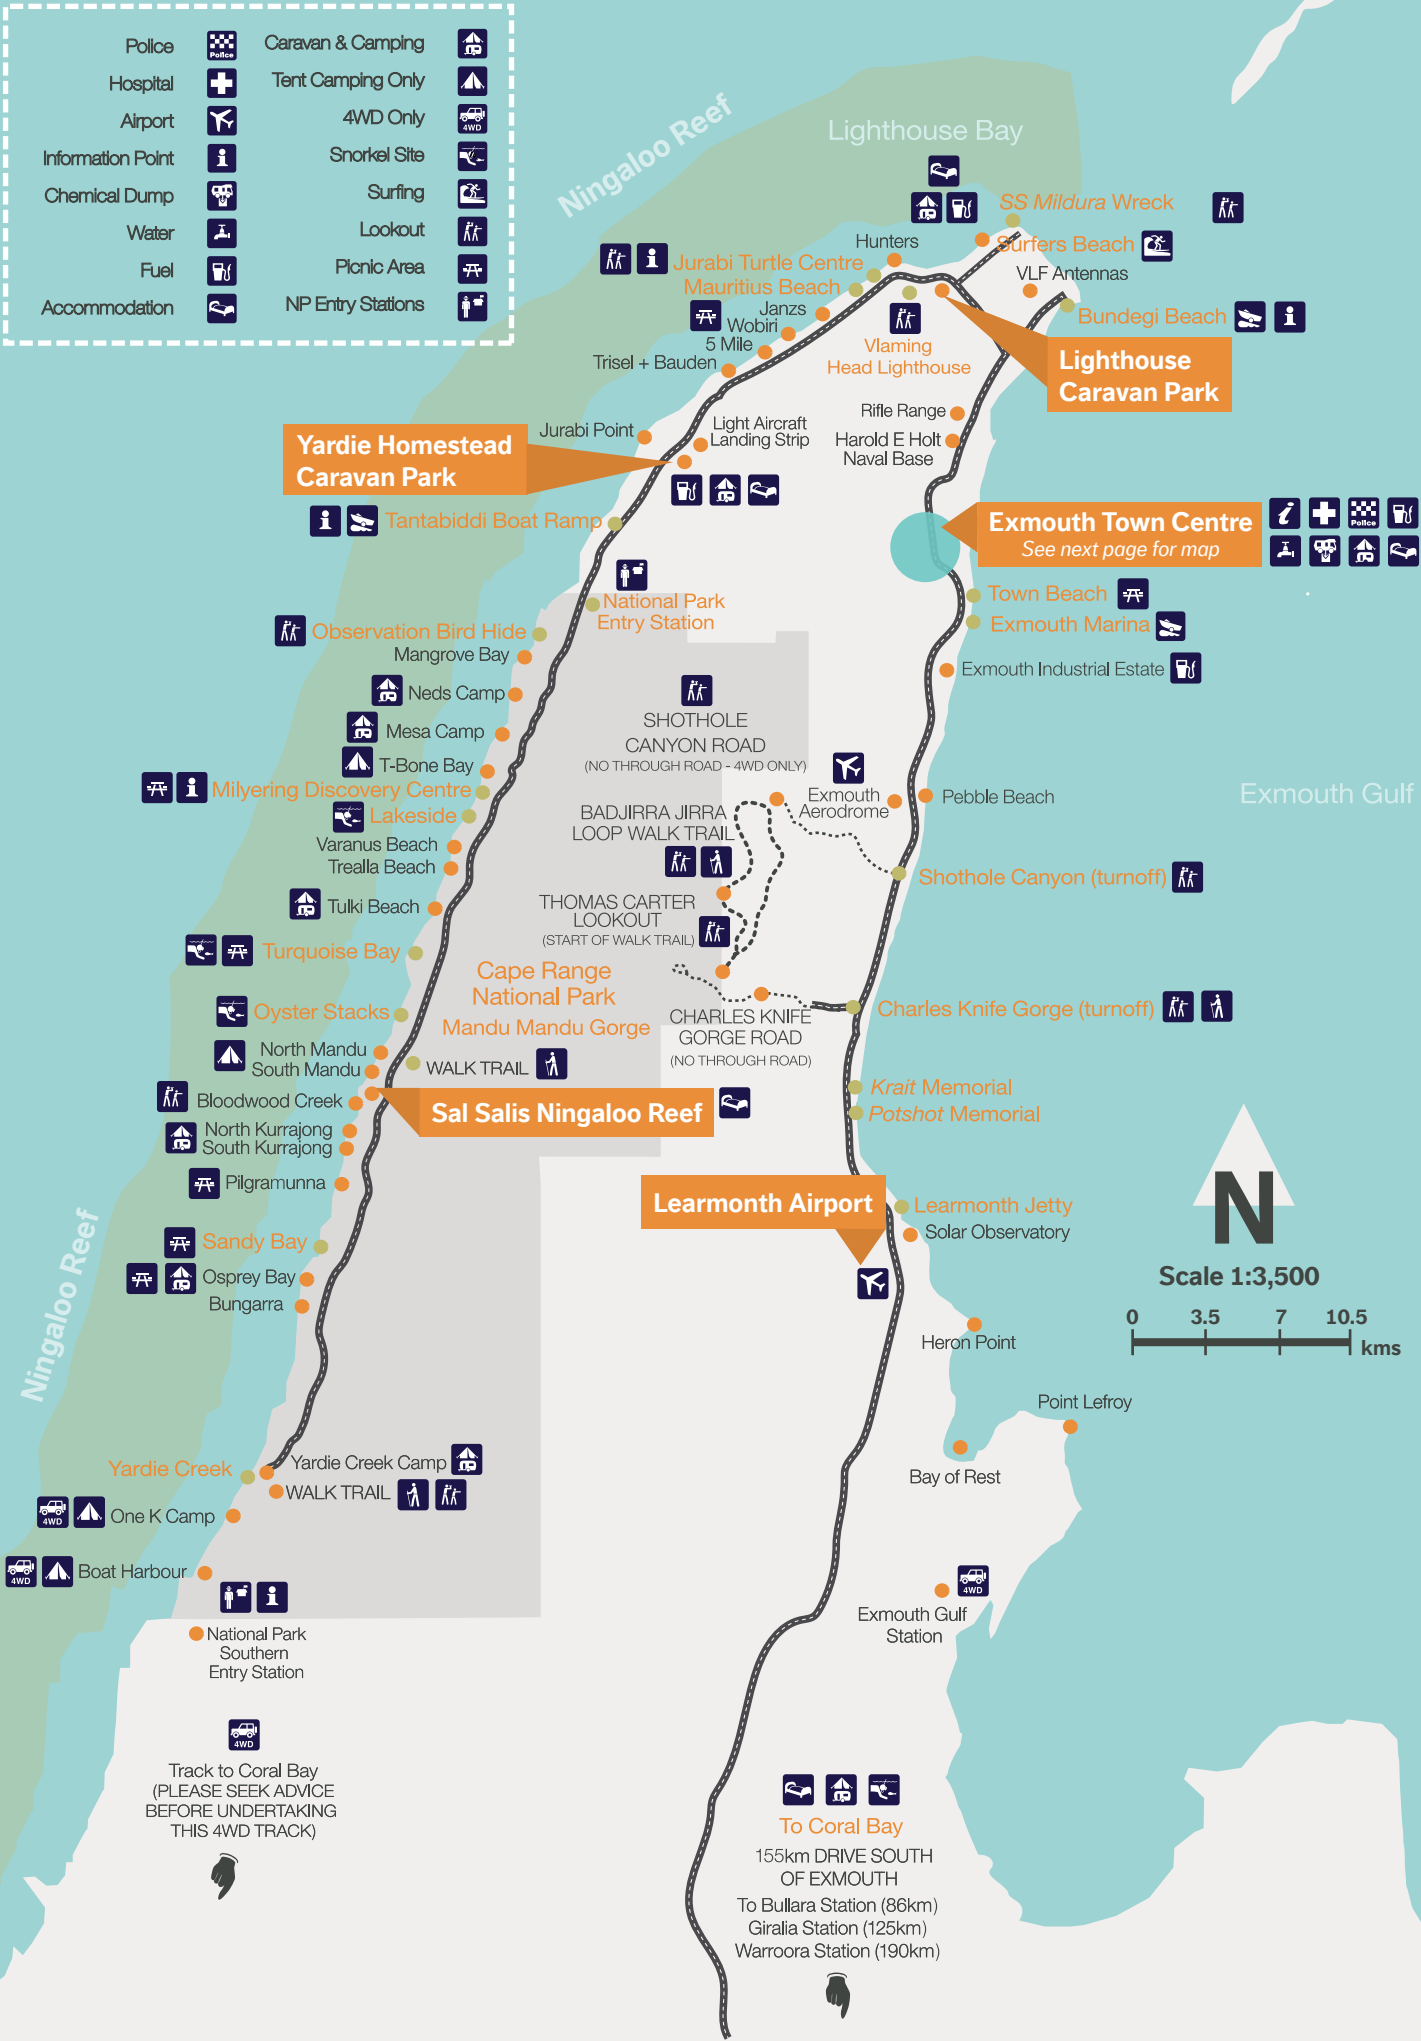 Police
Hospital
Airport
Information Point
Chemical Dump
Water
Fuel
Accommodation
Police
Caravan & Camping
Tent Camping Only
4WD Only
4WD
Snorkel Site
Surfing
Lookout
Picnic Area
NP Entry Stations
Ningaloo Reef
Lighthouse Bay
SS Mildura Wreck
Surfers Beach
Hunters
VLF Antennas
Jurabi Turtle Centre
Mauritius Beach
Bundegi Beach
Janzs
Wobiri
5 Mile
Trisel + Bauden
Vlaming
Head Lighthouse
Lighthouse
Caravan Park
Rifle Range
Harold E Holt
Naval Base
Light Aircraft
Landing Strip
Jurabi Point
Yardie Homestead
Caravan Park
Tantabiddi Boat Ramp
Exmouth Town Centre
See next page for map
Police
Town Beach
Exmouth Marina
Exmouth Industrial Estate
National Park
Entry Station
Observation Bird Hide
Mangrove Bay
Neds Camp
Mesa Camp
T-Bone Bay
Milyering Discovery Centre
Lakeside
Varanus Beach
Trealla Beach
Tulki Beach
Turquoise Bay
Oyster Stacks
North Mandu
South Mandu
Bloodwood Creek
North Kurrajong
South Kurrajong
Pilgramunna
Sandy Bay
Osprey Bay
Bungarra
SHOTHOLE
CANYON ROAD
(NO THROUGH ROAD - 4WD ONLY)
BADJIRRA JIRRA
LOOP WALK TRAIL
THOMAS CARTER
LOOKOUT
(START OF WALK TRAIL)
Exmouth
Aerodrome
Pebble Beach
Exmouth Gulf
Shothole Canyon (turnoff)
Cape Range
National Park
Mandu Mandu Gorge
WALK TRAIL
CHARLES KNIFE
GORGE ROAD
(NO THROUGH ROAD)
Charles Knife Gorge (turnoff)
Krait Memorial
Potshot Memorial
Sal Salis Ningaloo Reef
Learmonth Airport
Learmonth Jetty
Solar Observatory
N
Scale 1:3,500
0 3.5 7 10.5
kms
Heron Point
Point Lefroy
Bay of Rest
Ningaloo Reef
Yardie Creek
Yardie Creek Camp
WALK TRAIL
4WD
One K Camp
4WD
Boat Harbour
National Park
Southern
Entry Station
4WD
Exmouth Gulf
Station
4WD
Track to Coral Bay
(PLEASE SEEK ADVICE
BEFORE UNDERTAKING
THIS 4WD TRACK)
To Coral Bay
155km DRIVE SOUTH
OF EXMOUTH
To Bullara Station (86km)
Giralia Station (125km)
Warroora Station (190km)